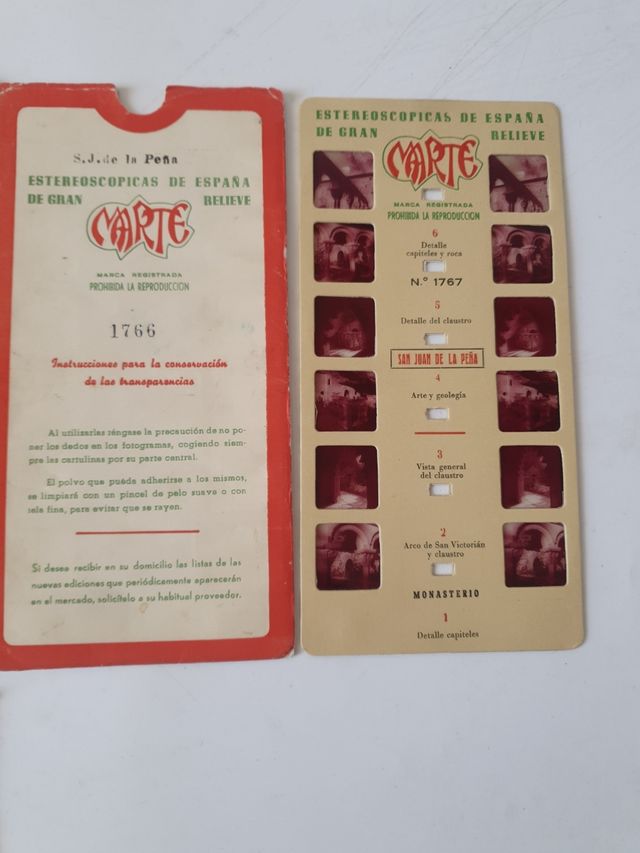 S.J. de la Peña
ESTEREOSCOPICAS DE ESPAÑA
DE GRAN RELIEVE
MARTE
MARCA REGISTRADA
PROHIBIDA LA REPRODUCCION
1766
Instrucciones para la conservación
de las transparencias
Al utilizarlas téngase la precaución de no po-
ner los dedos en los fotogramas, cogiendo siem-
pre las cartulinas por su parte central.
El polvo que pueda adherirse a los mismos,
se limpiará con un pincel de pelo suave o con
tela fina, para evitar que se rayen.
Si desea recibir en su domicilio las listas de las
nuevas ediciones que periódicamente aparecerán
en el mercado, solicítelo a su habitual proveedor.
ESTEREOSCOPICAS DE ESPAÑA
DE GRAN RELIEVE
MARTE
MARCA REGISTRADA
PROHIBIDA LA REPRODUCCION
6
Detalle
capiteles y roca
N.º 1767
5
Detalle del claustro
SAN JUAN DE LA PEÑA
4
Arte y geología
3
Vista general
del claustro
2
Arco de San Victorián
y claustro
MONASTERIO
1
Detalle capiteles